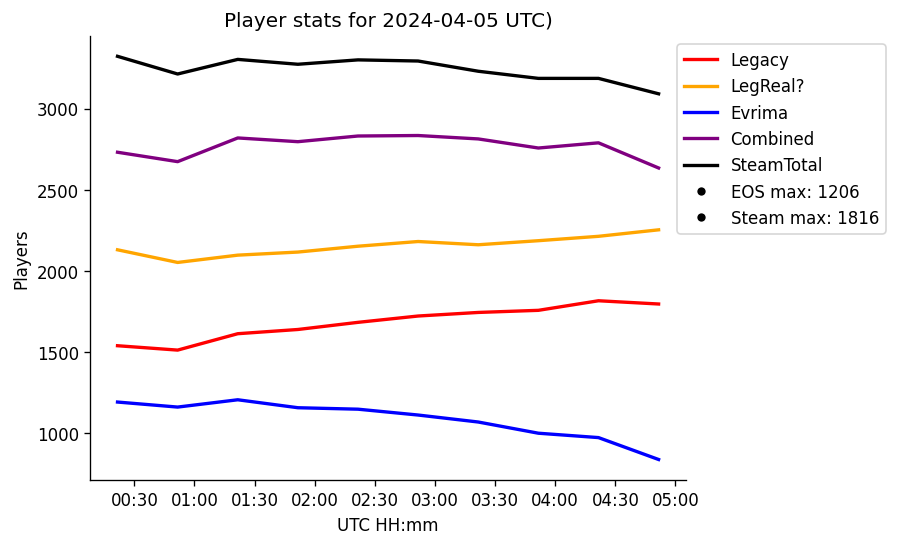 Player stats for 2024-04-05 UTC)
Legacy
LegReal?
Evrima
Combined
SteamTotal
EOS max: 1206
Steam max: 1816
Players
3000
2500
2000
1500
1000
00:30 01:00 01:30 02:00 02:30 03:00 03:30 04:00 04:30 05:00
UTC HH:mm